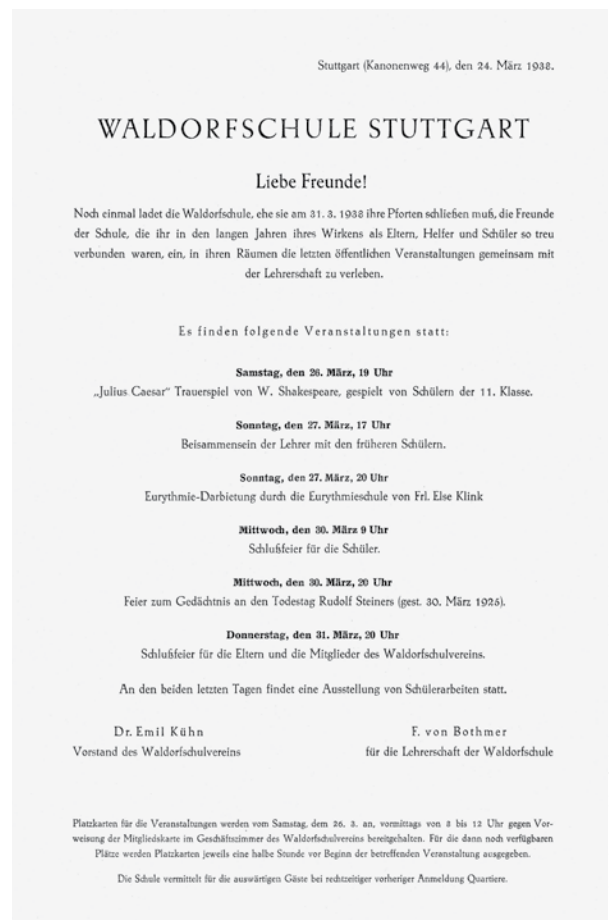 Stuttgart (Kanonenweg 44), den 24. März 1938.
WALDORFSCHULE STUTTGART
Liebe Freunde!
Noch einmal ladet die Waldorfschule, ehe sie am 31. 3. 1938 ihre Pforten schließen muß, die Freunde
der Schule, die ihr in den langen Jahren ihres Wirkens als Eltern, Helfer und Schüler so treu
verbunden waren, ein, in ihren Räumen die letzten öffentlichen Veranstaltungen gemeinsam mit
der Lehrerschaft zu verleben.
Es finden folgende Veranstaltungen statt:
Samstag, den 26. März, 19 Uhr
„Julius Caesar“ Trauerspiel von W. Shakespeare, gespielt von Schülern der 11. Klasse.
Sonntag, den 27. März, 17 Uhr
Beisammensein der Lehrer mit den früheren Schülern.
Sonntag, den 27. März, 20 Uhr
Eurythmie-Darbietung durch die Eurythmieschule von Frl. Else Klink
Mittwoch, den 30. März 9 Uhr
Schlußfeier für die Schüler.
Mittwoch, den 30. März, 20 Uhr
Feier zum Gedächtnis an den Todestag Rudolf Steiners (gest. 30. März 1925).
Donnerstag, den 31. März, 20 Uhr
Schlußfeier für die Eltern und die Mitglieder des Waldorfschulvereins.
An den beiden letzten Tagen findet eine Ausstellung von Schülerarbeiten statt.
Dr. Emil Kühn
Vorstand des Waldorfschulvereins
F. von Bothmer
für die Lehrerschaft der Waldorfschule
Platzkarten für die Veranstaltungen werden vom Samstag, dem 26. 3. an, vormittags von 8 bis 12 Uhr gegen Vor-
weisung der Mitgliedskarte im Geschäftszimmer des Waldorfschulvereins bereitgehalten. Für die dann noch verfügbaren
Plätze werden Platzkarten jeweils eine halbe Stunde vor Beginn der betreffenden Veranstaltung ausgegeben.
Die Schule vermittelt für die auswärtigen Gäste bei rechtzeitiger vorheriger Anmeldung Quartiere.